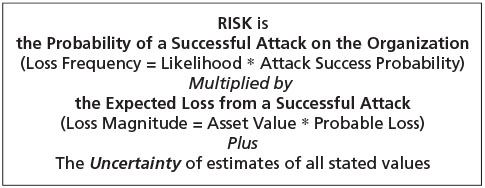 RISK is
the Probability of a Successful Attack on the Organization
(Loss Frequency = Likelihood * Attack Success Probability)
Multiplied by
the Expected Loss from a Successful Attack
(Loss Magnitude = Asset Value * Probable Loss)
Plus
The Uncertainty of estimates of all stated values